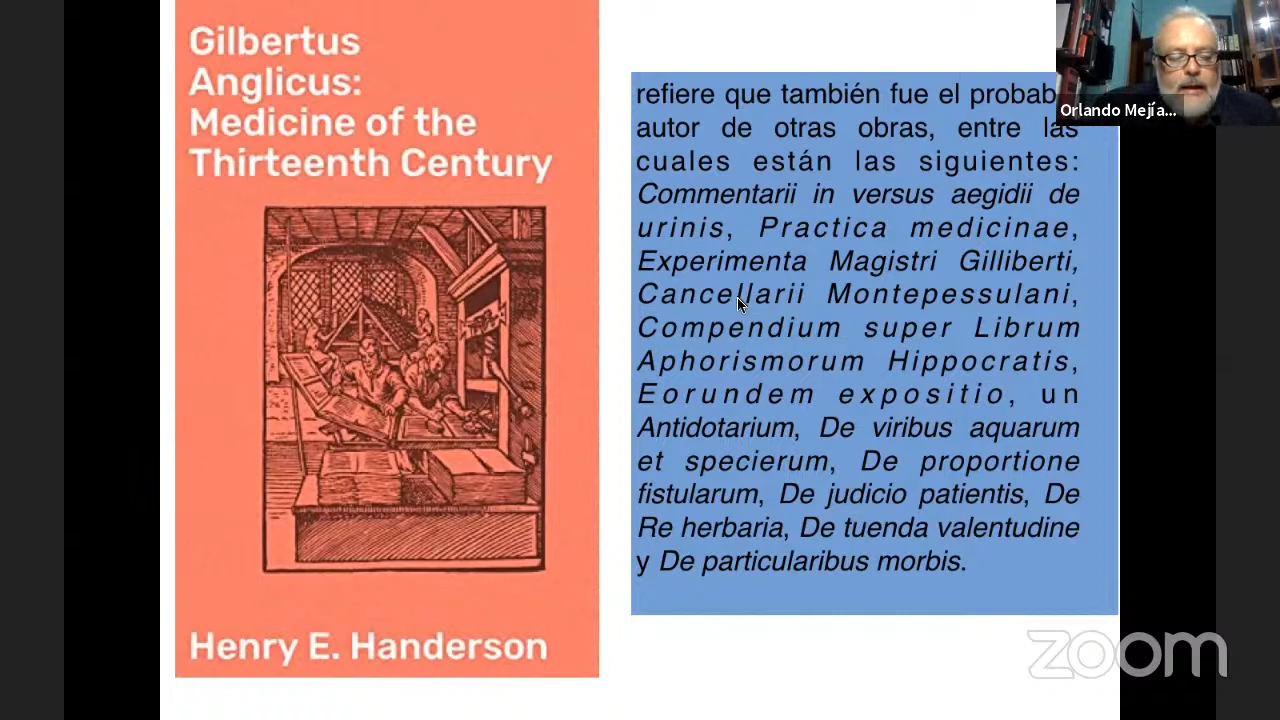 Gilbertus
Anglicus:
Medicine of the
Thirteenth Century
Henry E. Handerson
refiere que también fue el
autor de otras obras, entre las
cuales están las siguientes:
Commentarii in versus aegidii de
urinis, Practica medicinae,
Experimenta Magistri Gilliberti,
Cancellarii Montepessulani,
Compendium super Librum
Aphorismorum Hippocratis,
Eorundem expositio, un
Antidotarium, De viribus aquarum
et specierum, De proportione
fistularum, De judicio patientis, De
Re herbaria, De tuenda valentudine
y De particularibus morbis.
Orlando Mejía...
zoom